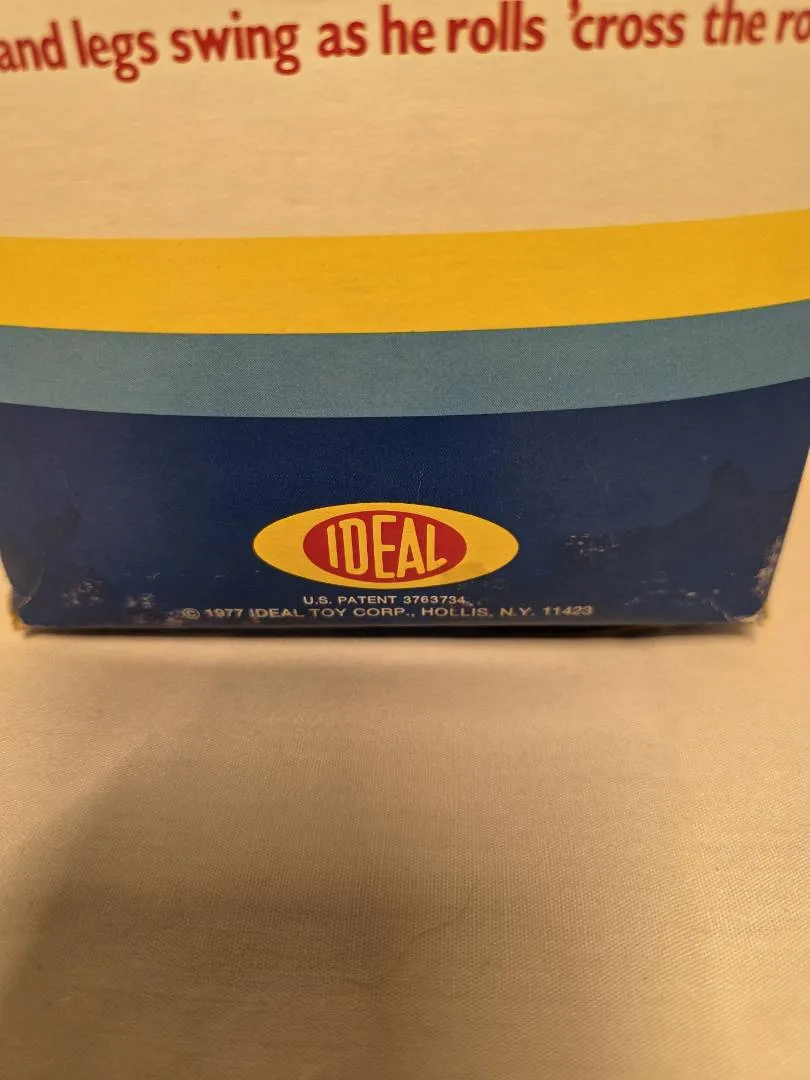 and legs swing as he rolls 'cross the
IDEAL
U.S. PATENT 3763734
© 1977 IDEAL TOY CORP., HOLLIS, N.Y. 11423